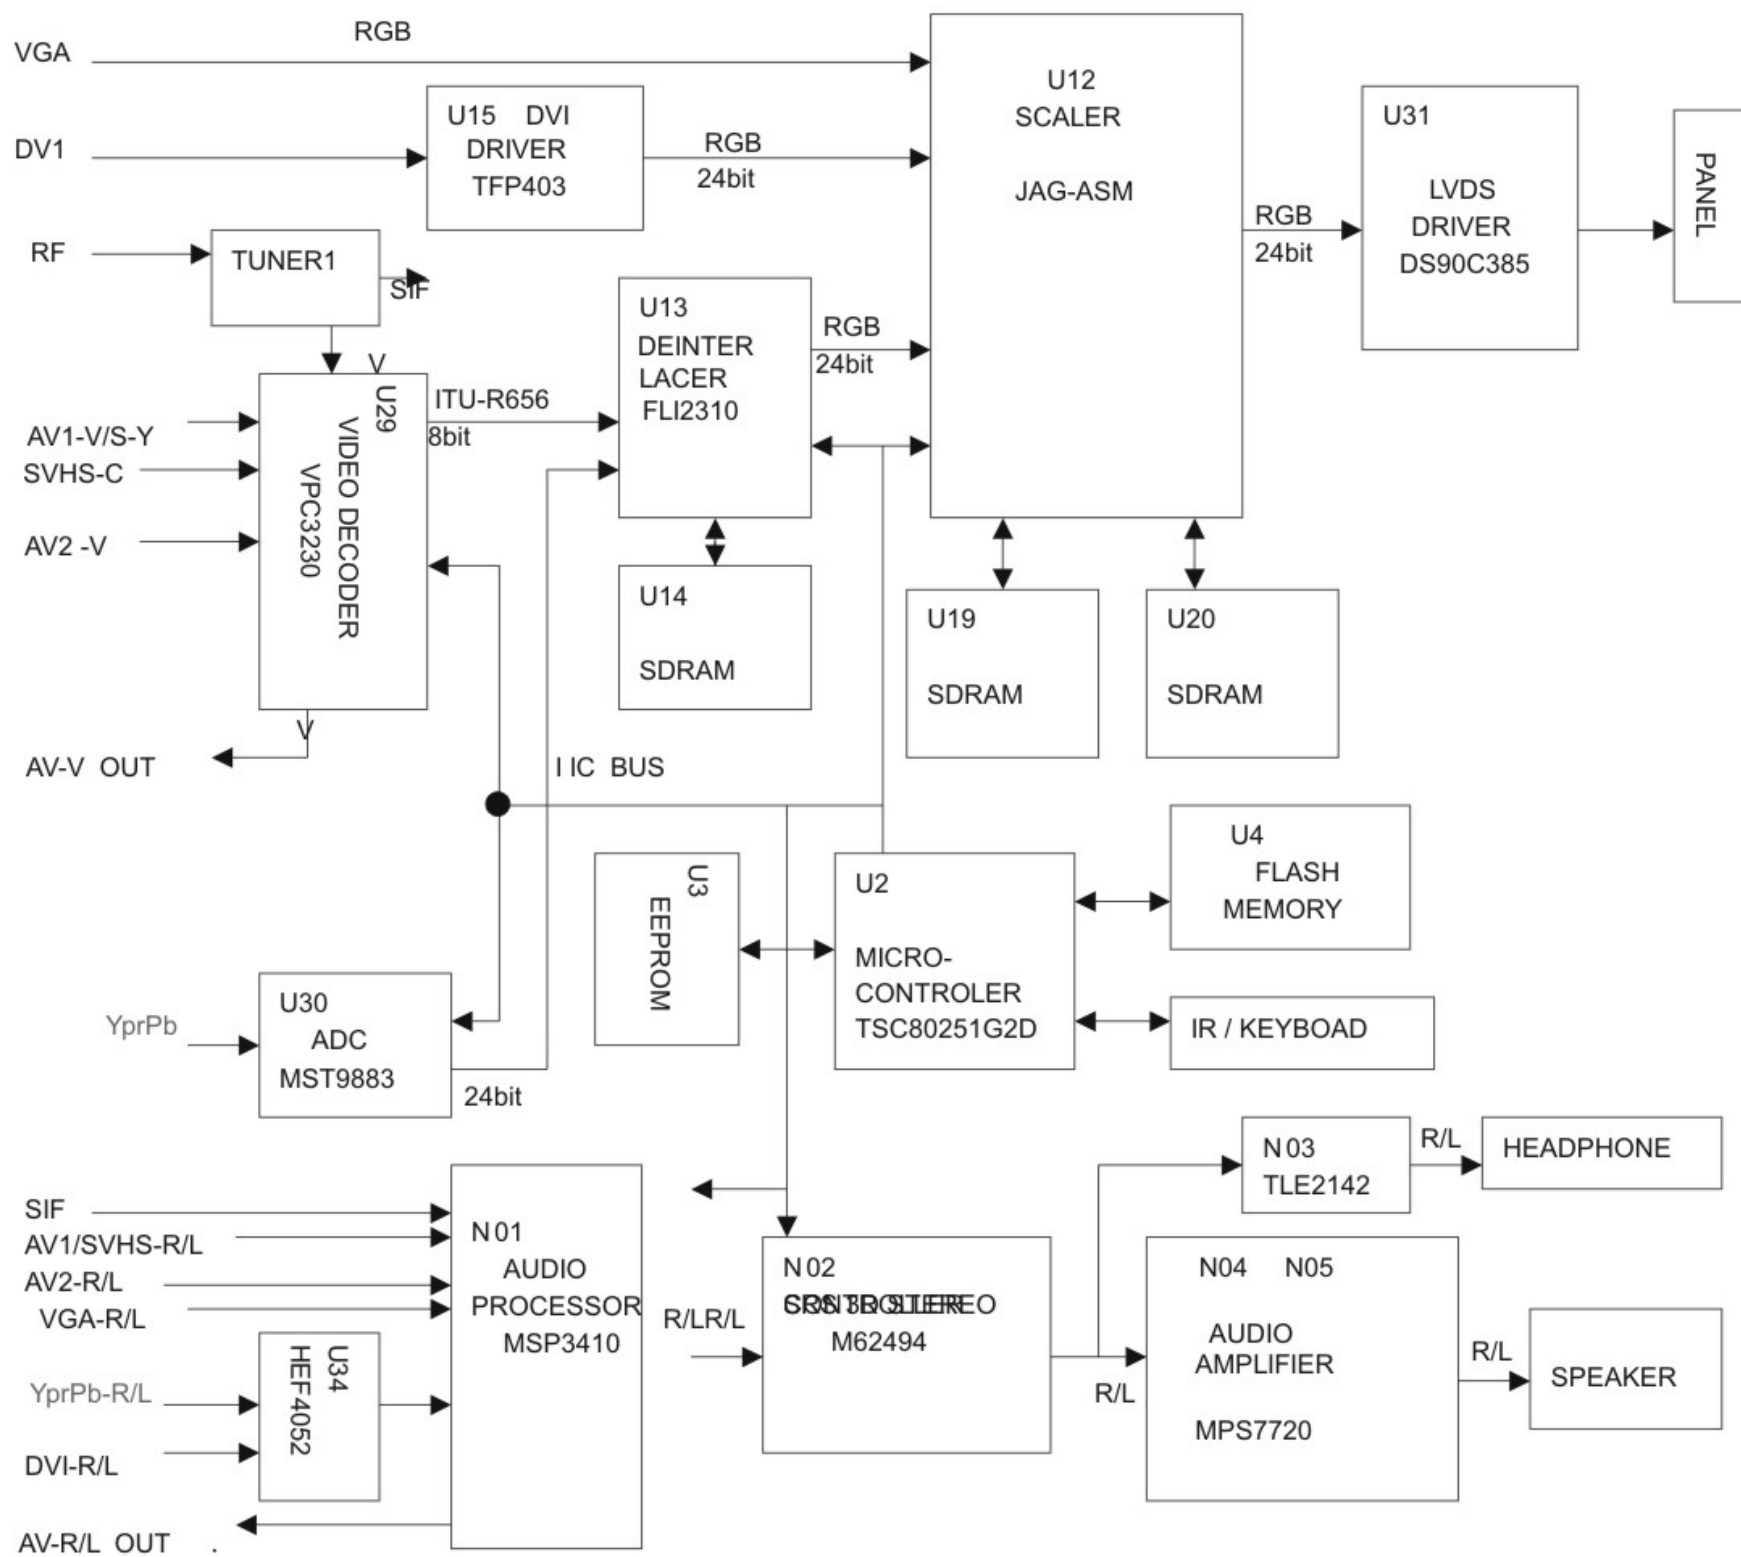 VGA
RGB
DV1
U15 DVI
DRIVER
TFP403
RGB
24bit
U12
SCALER
JAG-ASM
RGB
24bit
U31
LVDS
DRIVER
DS90C385
PANEL
RF
TUNER1
SIF
V
U13
DEINTER
LACER
FLI2310
RGB
24bit
U29
VIDEO DECODER
VPC3230
ITU-R656
8bit
AV1-V/S-Y
SVHS-C
AV2 -V
V
AV-V OUT
U14
SDRAM
U19
SDRAM
U20
SDRAM
I IC BUS
U3
EEPROM
U2
MICRO-
CONTROLER
TSC80251G2D
U4
FLASH
MEMORY
IR / KEYBOAD
YprPb
U30
ADC
MST9883
24bit
SIF
AV1/SVHS-R/L
AV2-R/L
VGA-R/L
N 01
AUDIO
PROCESSOR
MSP3410
U34
HEF4052
YprPb-R/L
DVI-R/L
AV-R/L OUT .
R/LR/L
N 02
M62494
R/L
N 03
TLE2142
R/L
HEADPHONE
N04 N05
AUDIO
AMPLIFIER
MPS7720
R/L
SPEAKER